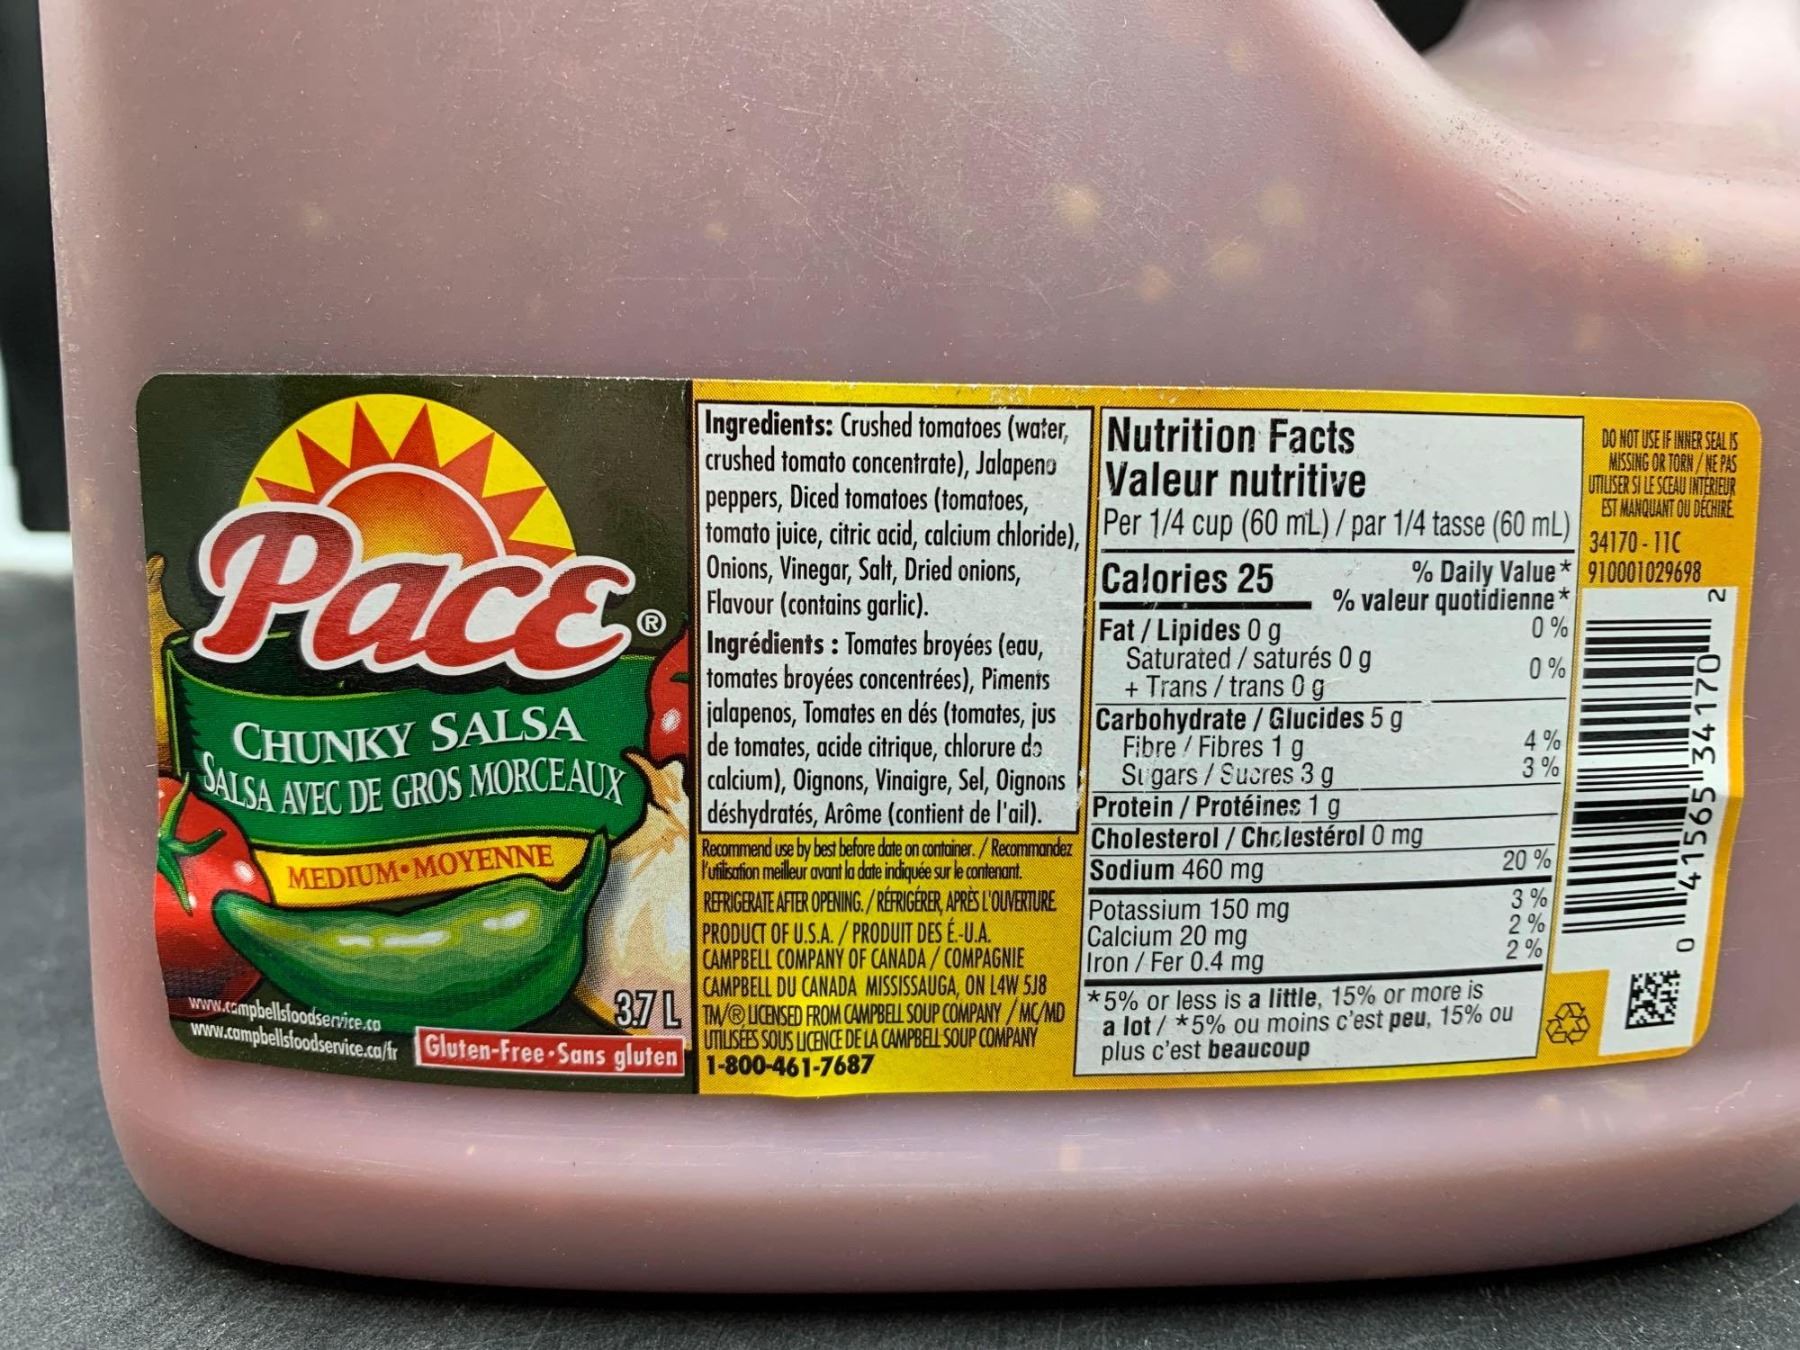 Pace®
CHUNKY SALSA
SALSA AVEC DE GROS MORCEAUX
MEDIUM•MOYENNE
www.campbellsfoodservice.ca
www.campbellsfoodservice.ca/fr
3.7 L
Gluten-Free•Sans gluten
Ingredients: Crushed tomatoes (water,
crushed tomato concentrate), Jalapeno
peppers, Diced tomatoes (tomatoes,
tomato juice, citric acid, calcium chloride),
Onions, Vinegar, Salt, Dried onions,
Flavour (contains garlic).
Ingrédients : Tomates broyées (eau,
tomates broyées concentrées), Piments
jalapenos, Tomates en dés (tomates, jus
de tomates, acide citrique, chlorure de
calcium), Oignons, Vinaigre, Sel, Oignons
déshydratés, Arôme (contient de l'ail).
Recommend use by best before date on container. / Recommandez
l'utilisation meilleur avant la date indiquée sur le contenant.
REFRIGERATE AFTER OPENING. / RÉFRIGÉRER, APRÈS L'OUVERTURE.
PRODUCT OF U.S.A. / PRODUIT DES É.-U.A.
CAMPBELL COMPANY OF CANADA / COMPAGNIE
CAMPBELL DU CANADA MISSISSAUGA, ON L4W 5J8
TM/® LICENSED FROM CAMPBELL SOUP COMPANY / MC/MD
UTILISÉES SOUS LICENCE DE LA CAMPBELL SOUP COMPANY
1-800-461-7687
Nutrition Facts
Valeur nutritive
Per 1/4 cup (60 mL) / par 1/4 tasse (60 mL)
Calories 25 % Daily Value*
% valeur quotidienne*
Fat / Lipides 0 g 0 %
Saturated / saturés 0 g 0 %
+ Trans / trans 0 g
Carbohydrate / Glucides 5 g
Fibre / Fibres 1 g 4 %
Sugars / Sucres 3 g 3 %
Protein / Protéines 1 g
Cholesterol / Cholestérol 0 mg
Sodium 460 mg 20 %
Potassium 150 mg 3 %
Calcium 20 mg 2 %
Iron / Fer 0.4 mg 2 %
*5% or less is a little, 15% or more is
a lot / *5% ou moins c'est peu, 15% ou
plus c'est beaucoup
DO NOT USE IF INNER SEAL IS
MISSING OR TORN / NE PAS
UTILISER SI LE SCEAU INTÉRIEUR
EST MANQUANT OU DÉCHIRÉ.
34170 - 11C
910001029698
0 41565 34170 2